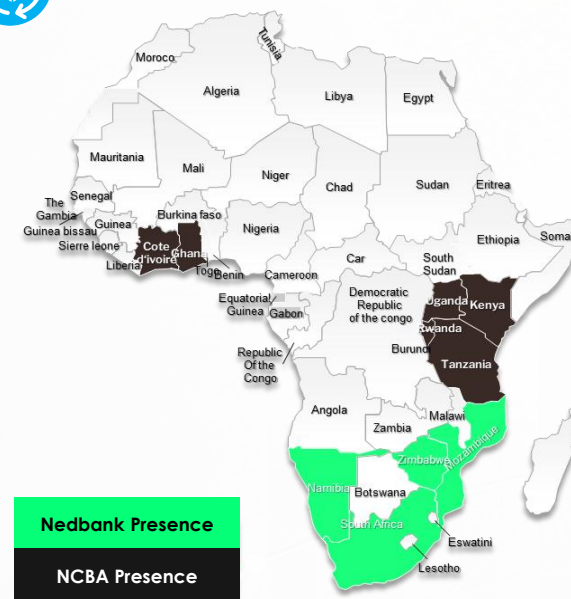 Tunisia
Moroco
Algeria
Libya
Egypt
Mauritania
Mali
Niger
Chad
Sudan
Eritrea
The
Gambia
Senegal
Guinea bissau
Guinea
Sierre leone
Liberia
Burkina faso
Cote
d'ivoire
Ghana
Togo
Benin
Nigeria
Cameroon
Car
South
Sudan
Ethiopia
Soma
Equatorial
Guinea
Gabon
Republic
Of the
Congo
Democratic
Republic
of the congo
Uganda
Kenya
Rwanda
Burundi
Tanzania
Angola
Zambia
Malawi
Mozambique
Zimbabwe
Namibia
Botswana
South Africa
Eswatini
Lesotho
Nedbank Presence
NCBA Presence